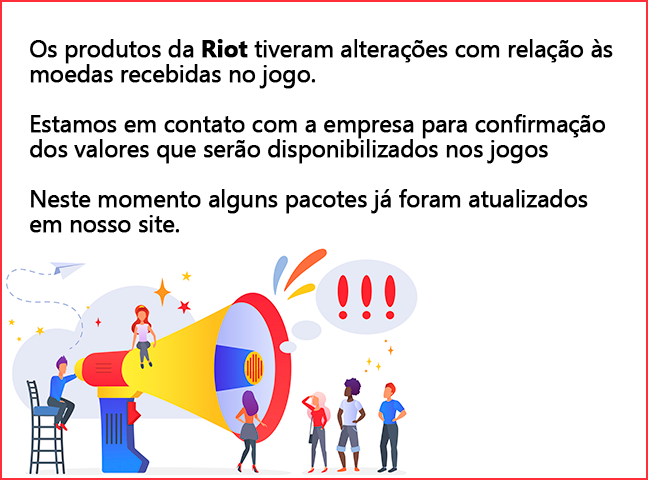 Os produtos da Riot tiveram alterações com relação às
moedas recebidas no jogo.
Estamos em contato com a empresa para confirmação
dos valores que serão disponibilizados nos jogos
Neste momento alguns pacotes já foram atualizados
em nosso site.
!!!